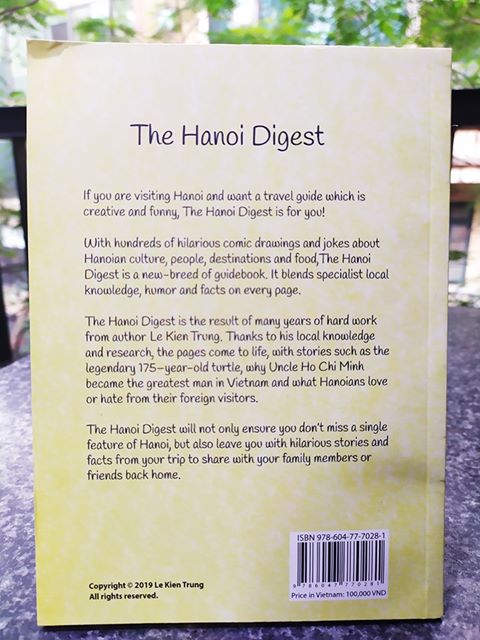 The Hanoi Digest
If you are visiting Hanoi and want a travel guide which is
creative and funny, The Hanoi Digest is for you!
With hundreds of hilarious comic drawings and jokes about
Hanoian culture, people, destinations and food,The Hanoi
Digest is a new-breed of guidebook. It blends specialist local
knowledge, humor and facts on every page.
The Hanoi Digest is the result of many years of hard work
from author Le Kien Trung. Thanks to his local knowledge
and research, the pages come to life, with stories such as the
legendary 175-year-old turtle, why Uncle Ho Chi Minh
became the greatest man in Vietnam and what Hanoians love
or hate from their foreign visitors.
The Hanoi Digest will not only ensure you don't miss a single
feature of Hanoi, but also leave you with hilarious stories and
facts from your trip to share with your family members or
friends back home.
ISBN 978-604-77-7028-1
9 786047 770281
Price in Vietnam: 100,000 VND
Copyright © 2019 Le Kien Trung
All rights reserved.